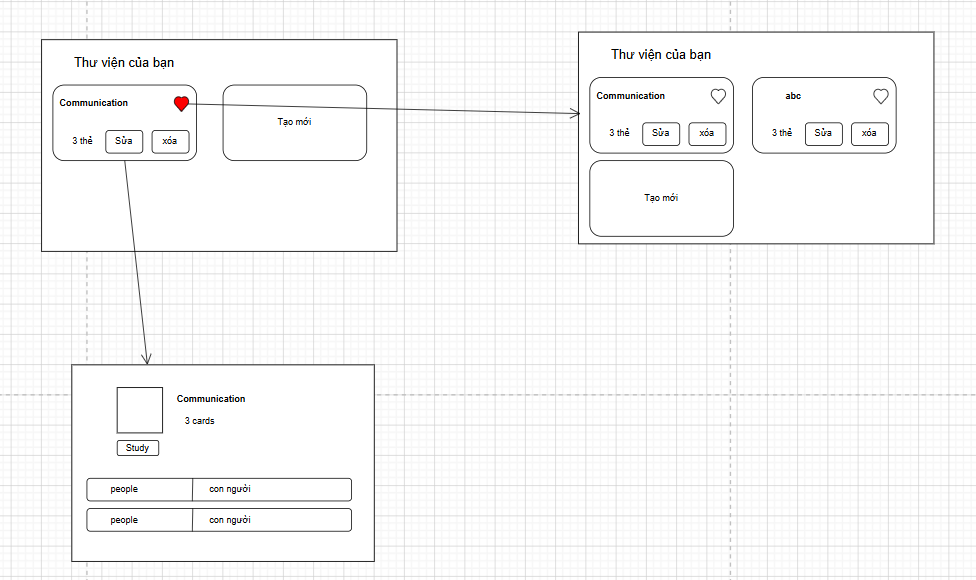 Thư viện của bạn
Communication
3 thẻ Sửa xóa
Tạo mới
Thư viện của bạn
Communication
3 thẻ Sửa xóa
abc
3 thẻ Sửa xóa
Tạo mới
Communication
3 cards
Study
people con người
people con người